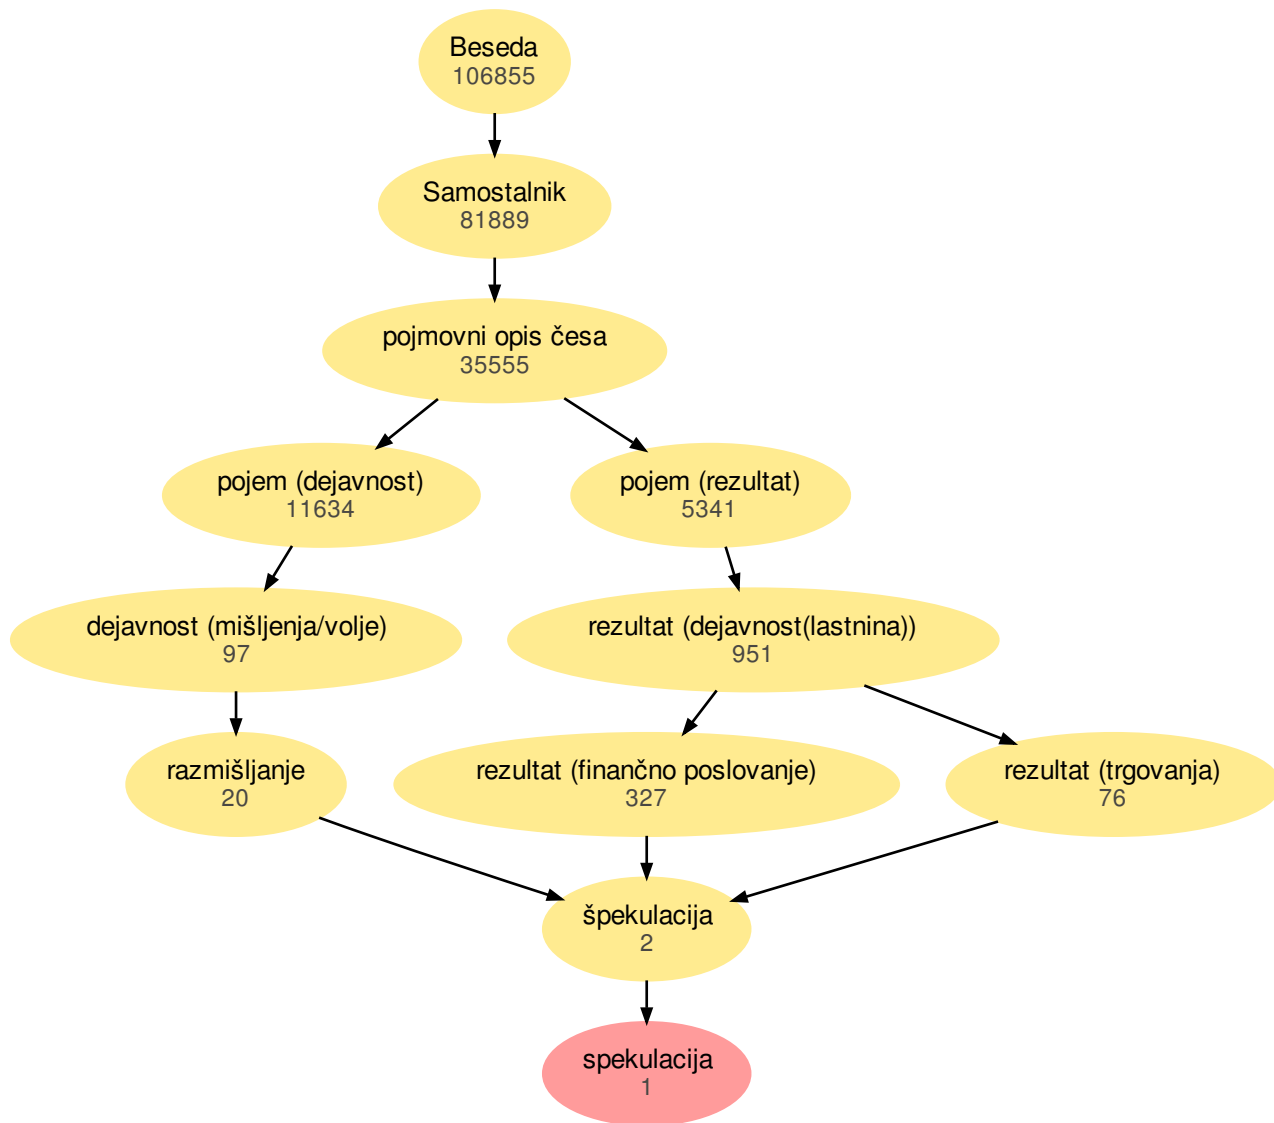 Beseda
106855
Samostalnik
81889
pojmovni opis česa
35555
pojem (dejavnost)
11634
pojem (rezultat)
5341
dejavnost (mišljenja/volje)
97
rezultat (dejavnost(lastnina))
951
razmišljanje
20
rezultat (finančno poslovanje)
327
rezultat (trgovanja)
76
špekulacija
2
spekulacija
1